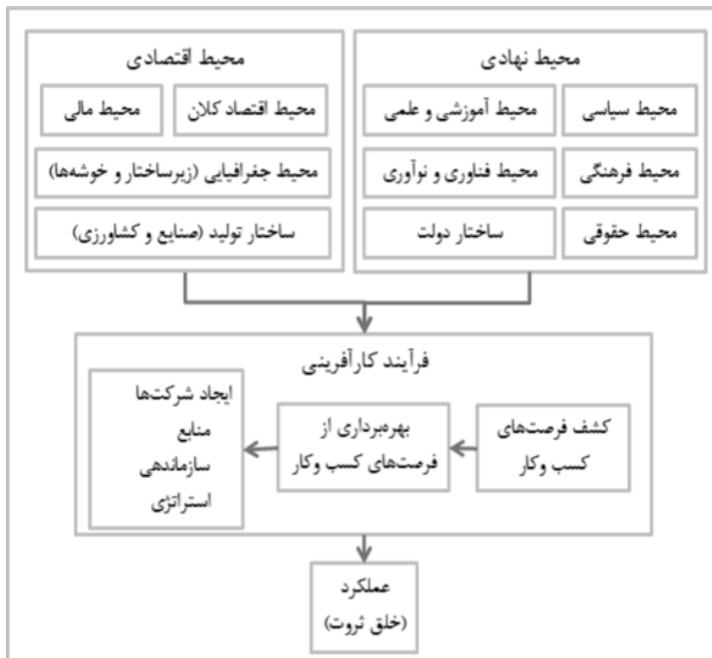 محیط نهادی
محیط سیاسی
محیط آموزشی و علمی
محیط فرهنگی
محیط فناوری و نوآوری
محیط حقوقی
ساختار دولت
محیط اقتصادی
محیط اقتصاد کلان
محیط مالی
محیط جغرافیایی (زیرساختار و خوشه‌ها)
ساختار تولید (صنایع و کشاورزی)
فرآیند کارآفرینی
کشف فرصت‌های
کسب وکار
بهره‌برداری از
فرصت‌های کسب وکار
ایجاد شرکت‌ها
منابع
سازماندهی
استراتژی
عملکرد
(خلق ثروت)